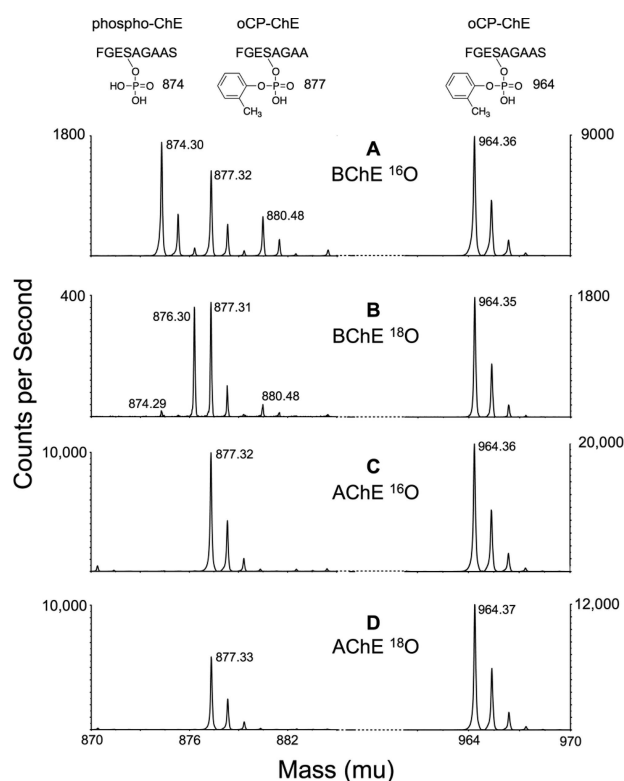 phospho-ChE
oCP-ChE
oCP-ChE
FGESAGAAS
FGESAGAA
FGESAGAAS
O
HO-P=O
OH
874
O
O-P=O
OH
CH3
877
O
O-P=O
OH
CH3
964
1800
874.30
877.32
880.48
A
BChE 16O
964.36
9000
400
876.30
877.31
874.29
880.48
B
BChE 18O
964.35
1800
10,000
877.32
C
AChE 16O
964.36
20,000
10,000
877.33
D
AChE 18O
964.37
12,000
870
876
882
964
970
Counts per Second
Mass (mu)